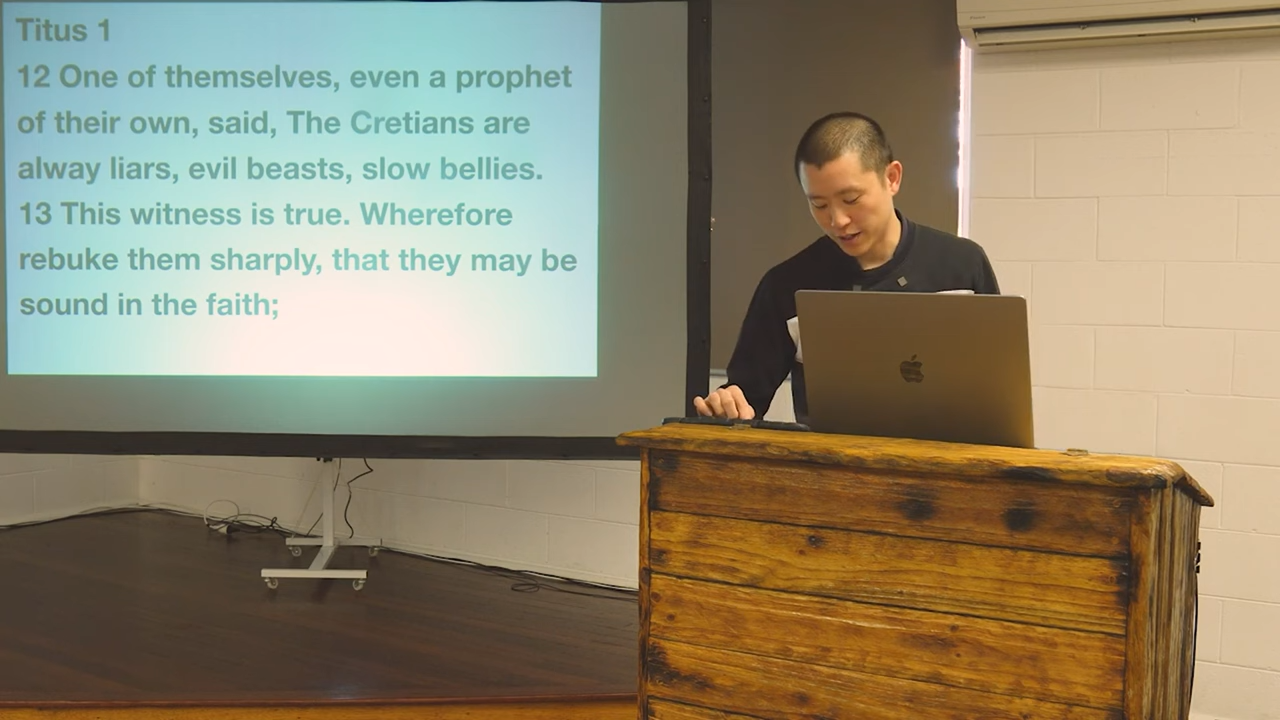 Titus 1
12 One of themselves, even a prophet
of their own, said, The Cretians are
alway liars, evil beasts, slow bellies.
13 This witness is true. Wherefore
rebuke them sharply, that they may be
sound in the faith;